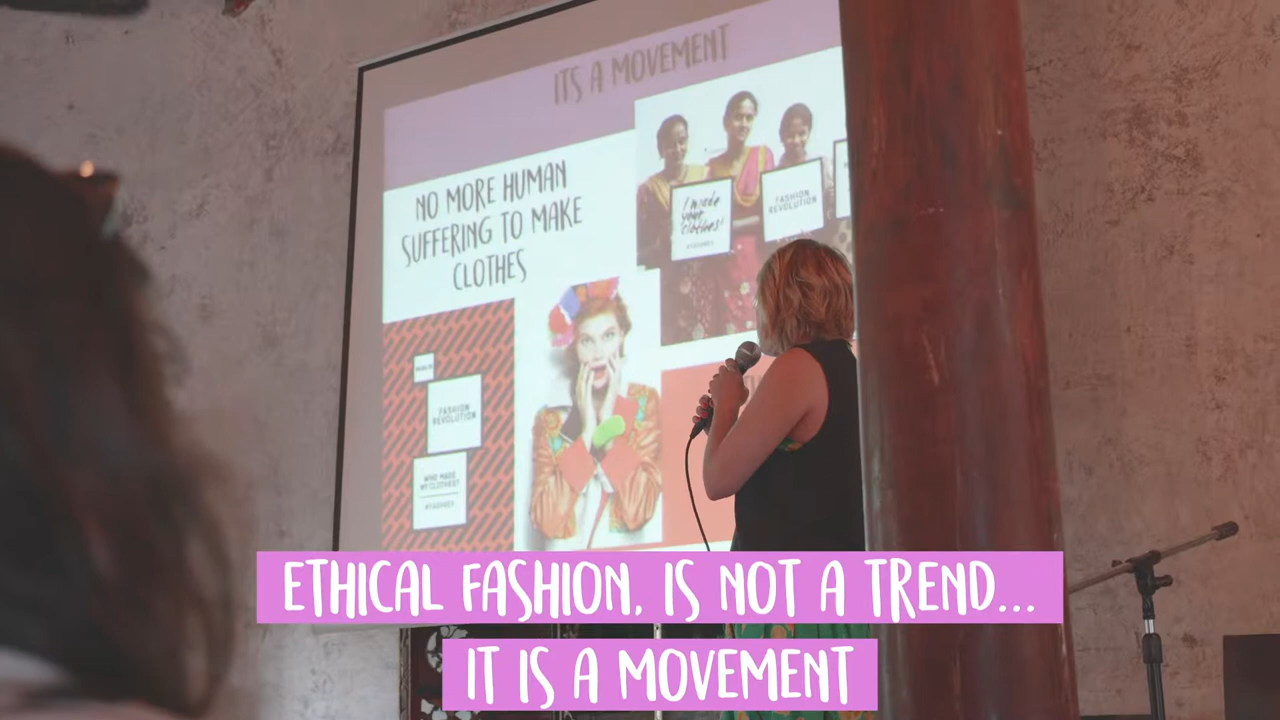 ITS A MOVEMENT
NO MORE HUMAN
SUFFERING TO MAKE
CLOTHES
I made
your
clothes!
FASHION
REVOLUTION
FASHION
REVOLUTION
WHO MADE
MY CLOTHES?
ETHICAL FASHION, IS NOT A TREND...
IT IS A MOVEMENT